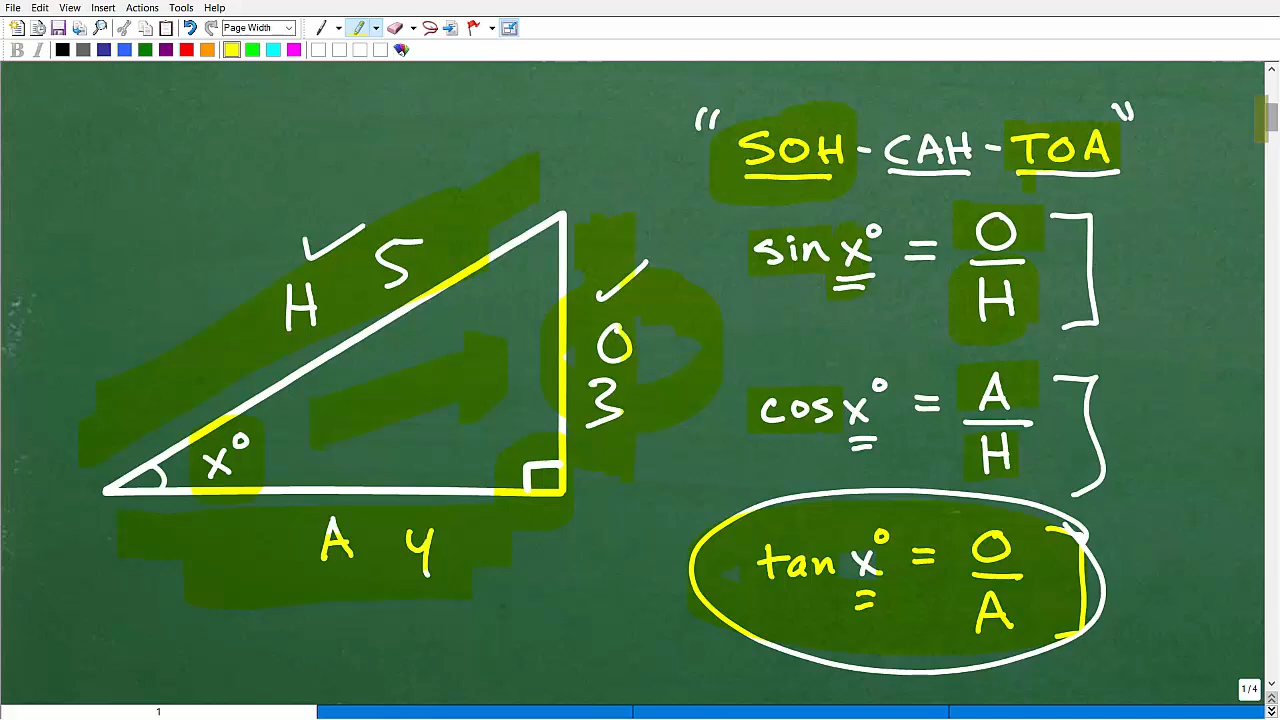 File Edit View Insert Actions Tools Help
Page Width
B I
"SOH-CAH-TOA"
sin x° = O/H
cos x° = A/H
tan x° = O/A
H 5
O
3
x°
A 4
1/4
1